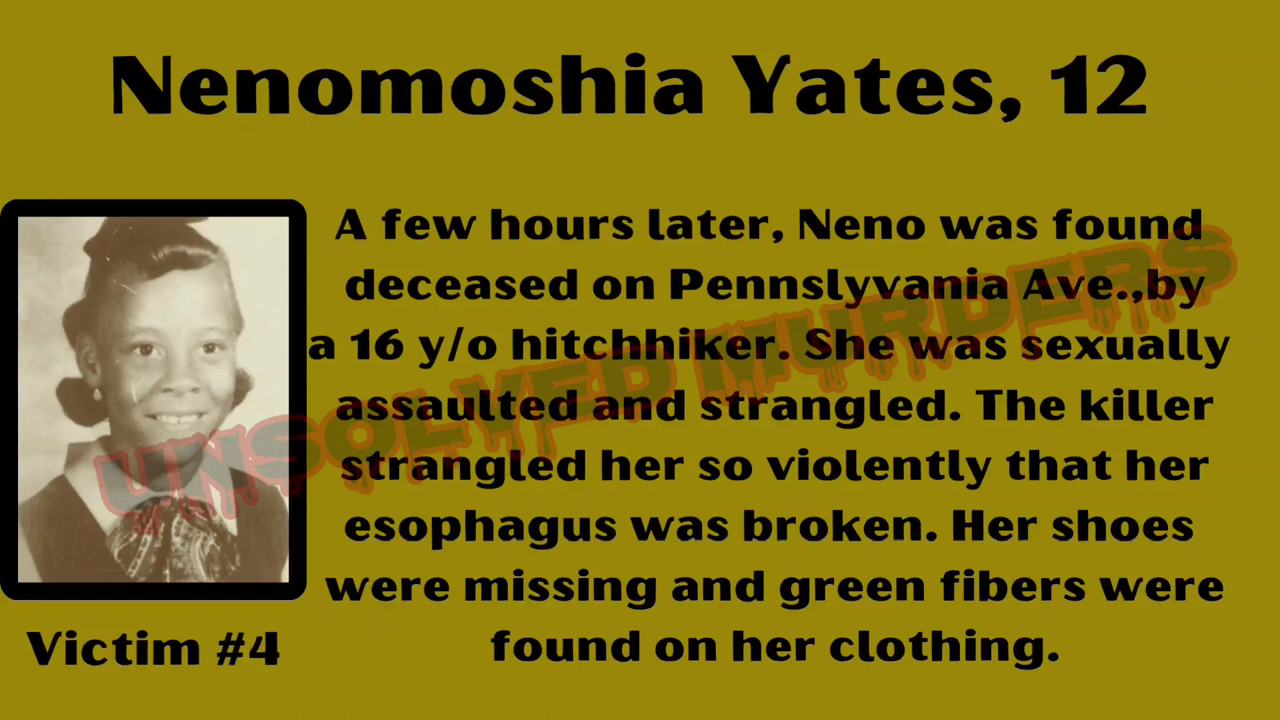 Nenomoshia Yates, 12
A few hours later, Neno was found
deceased on Pennslyvania Ave.,by
a 16 y/o hitchhiker. She was sexually
assaulted and strangled. The killer
strangled her so violently that her
esophagus was broken. Her shoes
were missing and green fibers were
found on her clothing.
Victim #4
UNSOLVED MURDERS